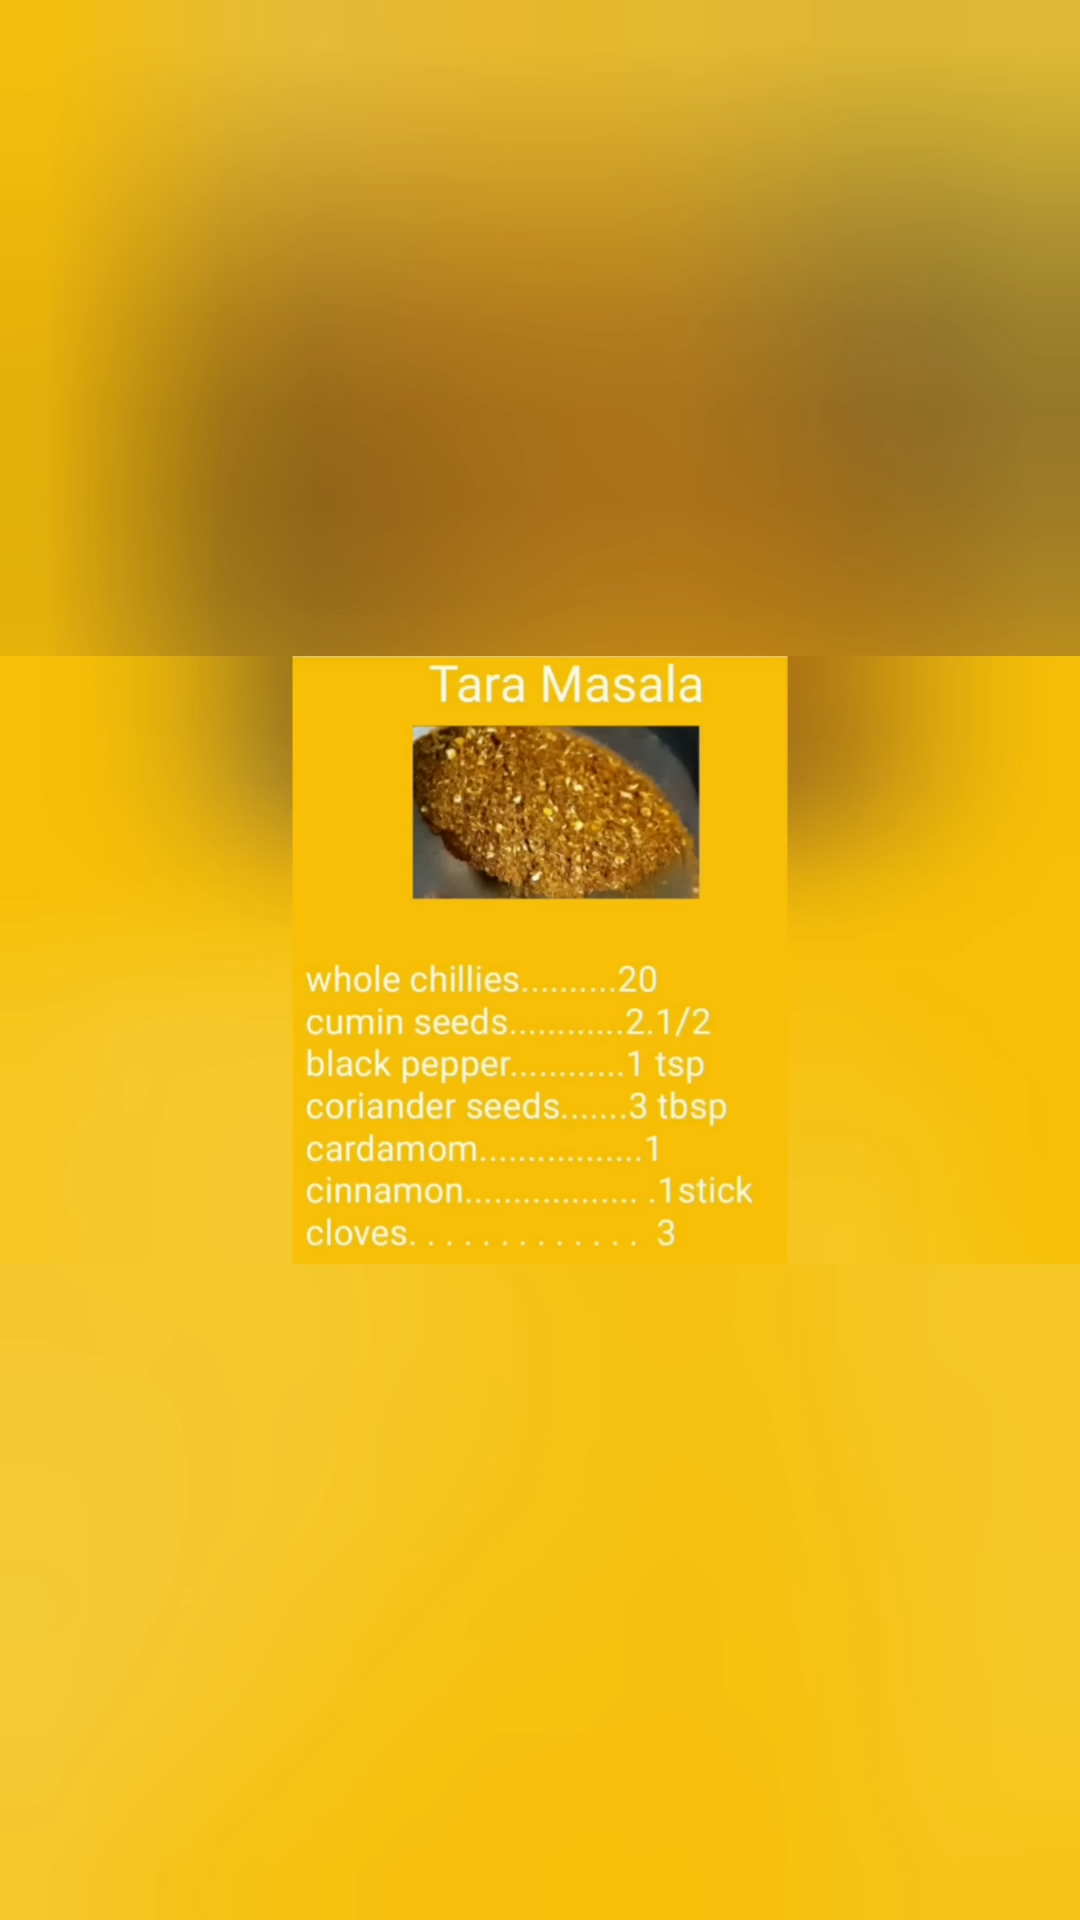 Tara Masala
whole chillies..........20
cumin seeds............2.1/2
black pepper............1 tsp
coriander seeds.......3 tbsp
cardamom.................1
cinnamon.................. .1stick
cloves. . . . . . . . . . . . .  3